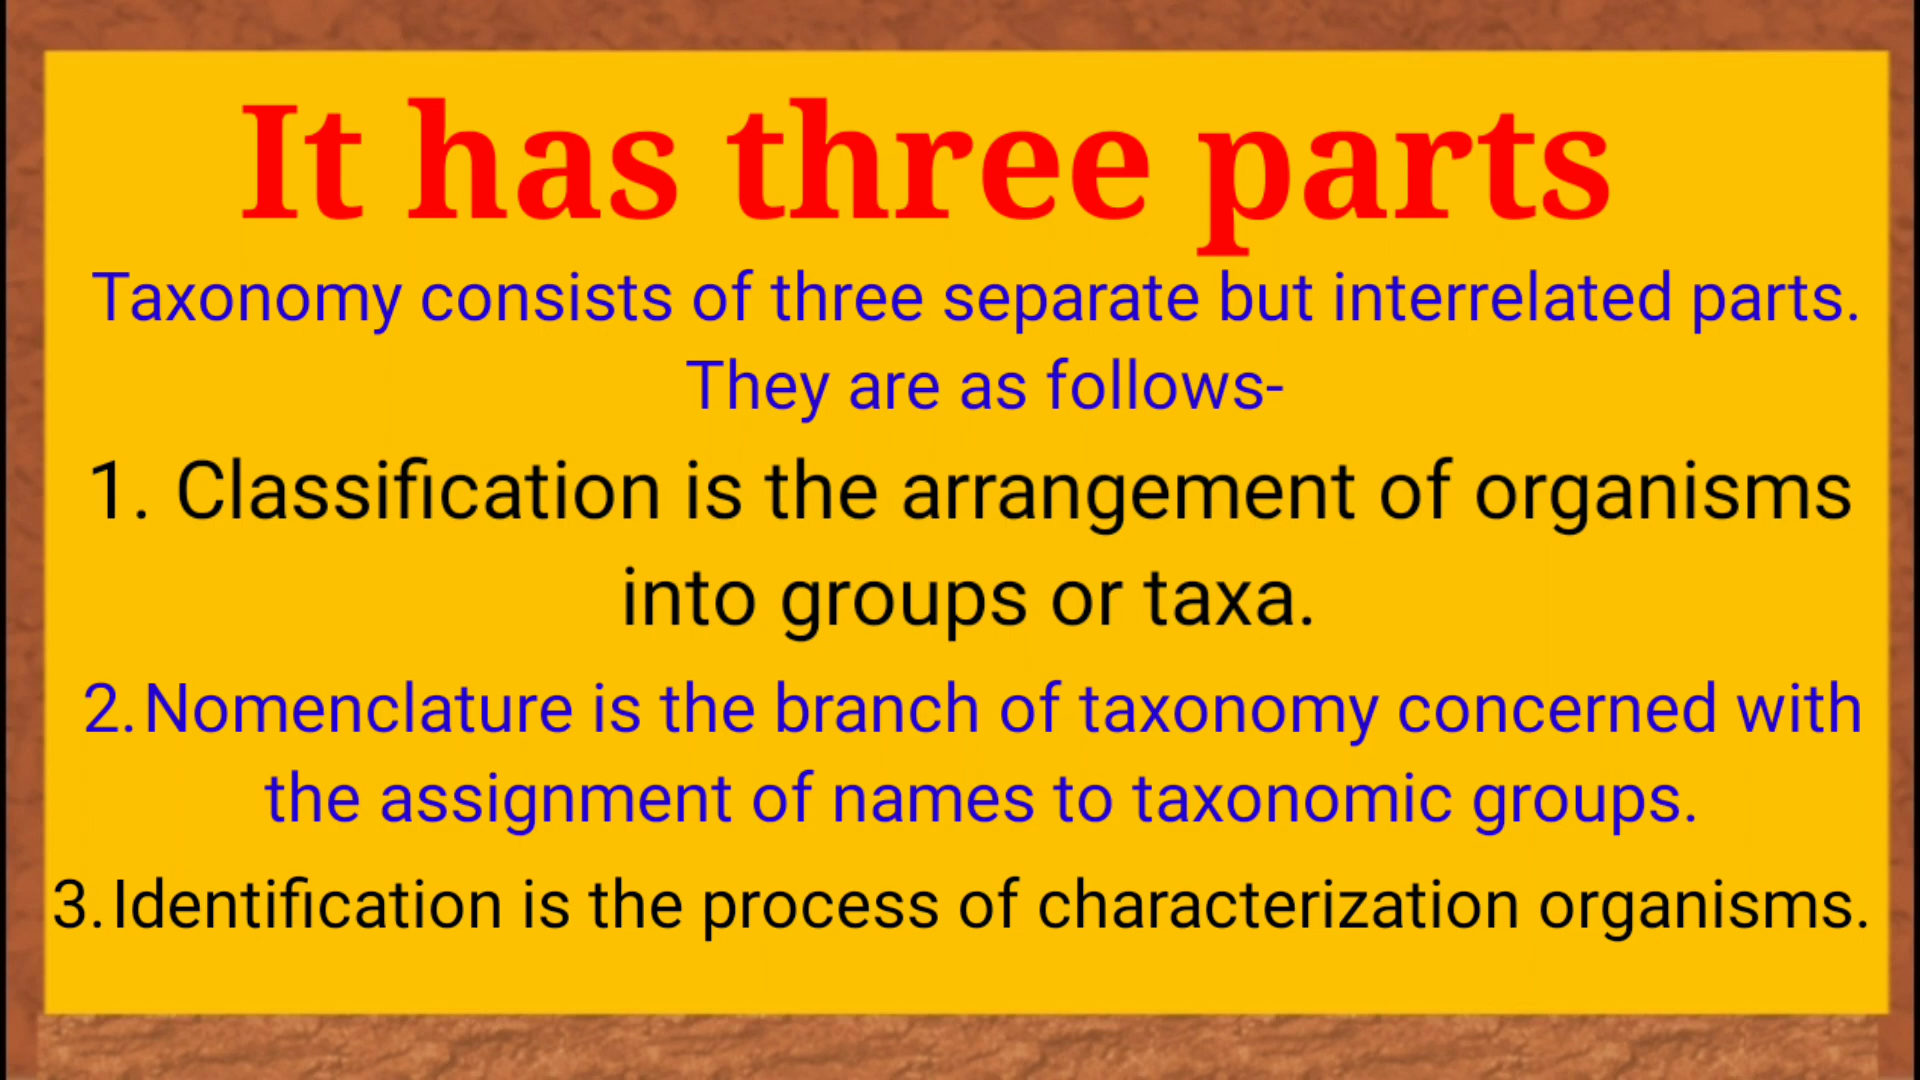 It has three parts
Taxonomy consists of three separate but interrelated parts.
They are as follows-
1. Classification is the arrangement of organisms
into groups or taxa.
2. Nomenclature is the branch of taxonomy concerned with
the assignment of names to taxonomic groups.
3. Identification is the process of characterization organisms.